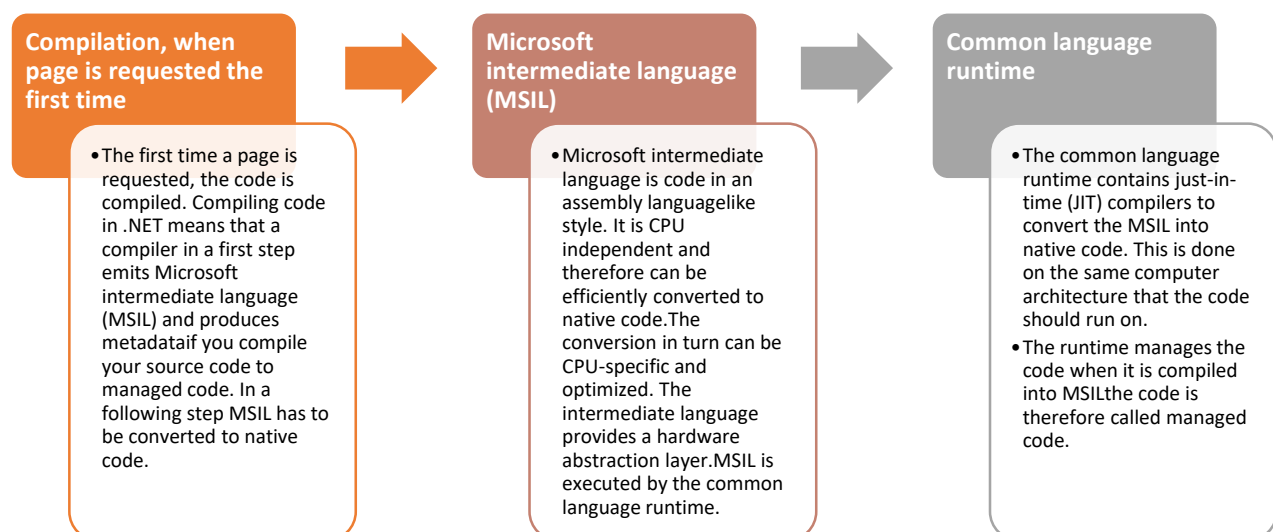 Compilation, when
page is requested the
first time
•The first time a page is
requested, the code is
compiled. Compiling code
in .NET means that a
compiler in a first step
emits Microsoft
intermediate language
(MSIL) and produces
metadataif you compile
your source code to
managed code. In a
following step MSIL has to
be converted to native
code.
Microsoft
intermediate language
(MSIL)
•Microsoft intermediate
language is code in an
assembly languagelike
style. It is CPU
independent and
therefore can be
efficiently converted to
native code.The
conversion in turn can be
CPU-specific and
optimized. The
intermediate language
provides a hardware
abstraction layer.MSIL is
executed by the common
language runtime.
Common language
runtime
•The common language
runtime contains just-in-
time (JIT) compilers to
convert the MSIL into
native code. This is done
on the same computer
architecture that the code
should run on.
•The runtime manages the
code when it is compiled
into MSILthe code is
therefore called managed
code.